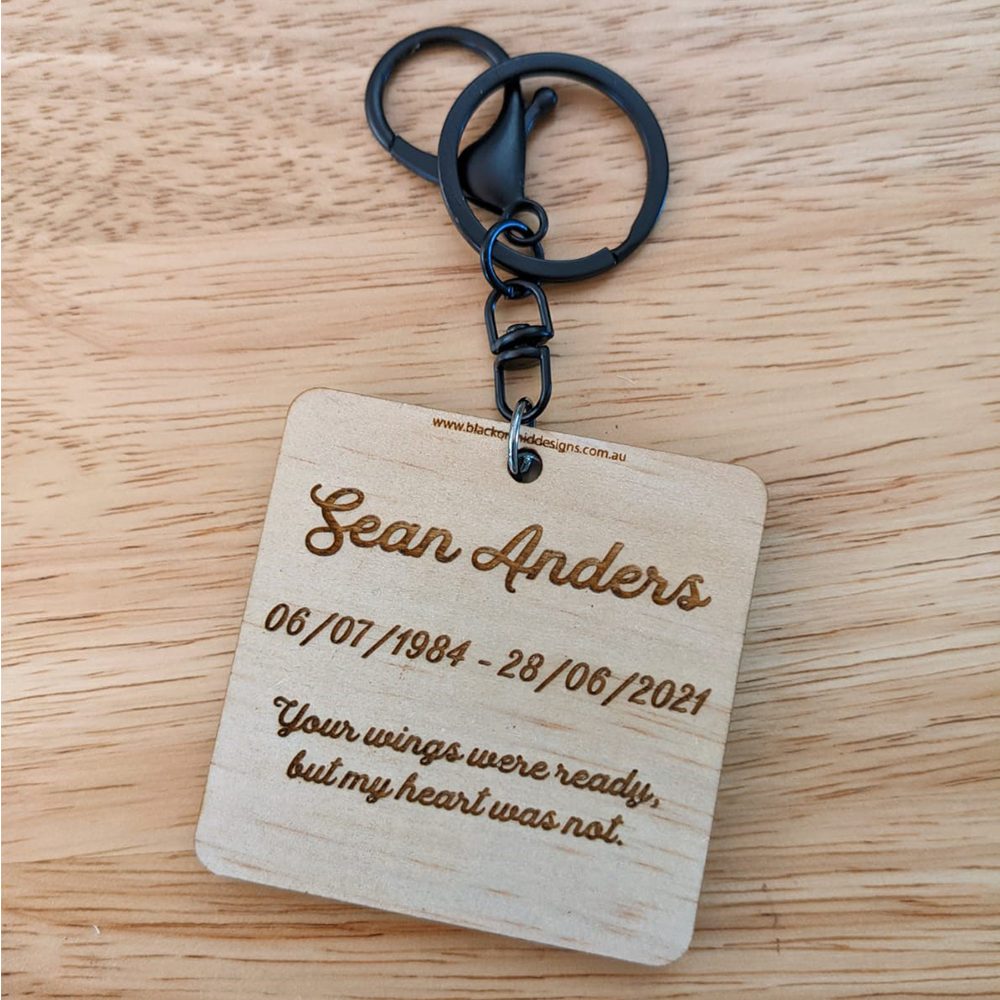 Sean Anders
06/07/1984 - 28/06/2021
Your wings were ready,
but my heart was not.